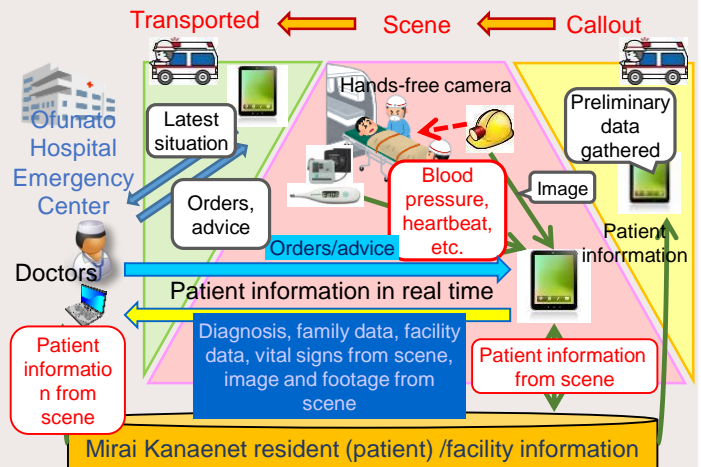 Transported
Scene
Callout
Hands-free camera
Ofunato
Hospital
Emergency
Center
Latest
situation
Preliminary
data
gathered
Orders,
advice
Blood
pressure,
heartbeat,
etc.
Image
Patient
inforrmation
Doctors
Orders/advice
Patient information in real time
Diagnosis, family data, facility
data, vital signs from scene,
image and footage from
scene
Patient
informatio
n from
scene
Patient information
from scene
Mirai Kanaenet resident (patient) /facility information